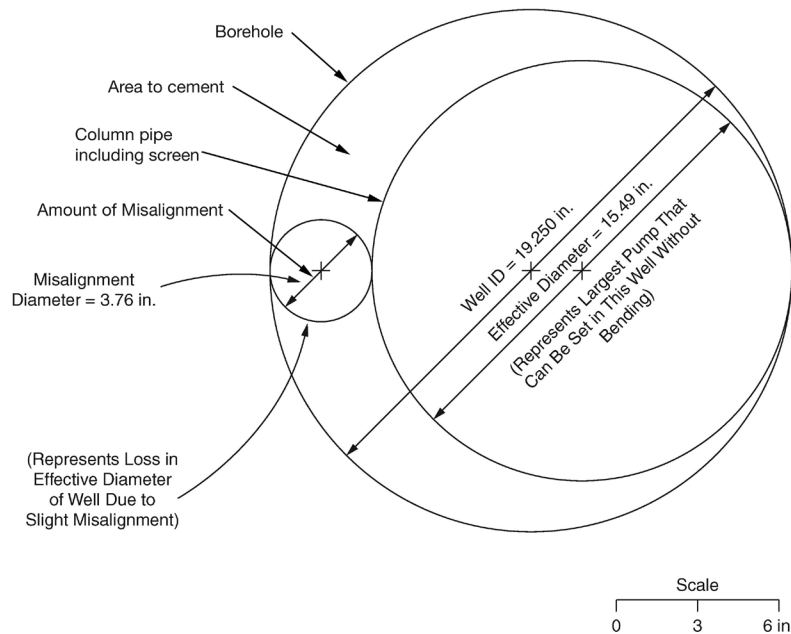 Borehole
Area to cement
Column pipe
including screen
Amount of Misalignment
Misalignment
Diameter = 3.76 in.
(Represents Loss in
Effective Diameter
of Well Due to
Slight Misalignment)
Well ID = 19.250 in.
Effective Diameter = 15.49 in.
(Represents Largest Pump That
Can Be Set in This Well Without
Bending)
Scale
0 3 6 in